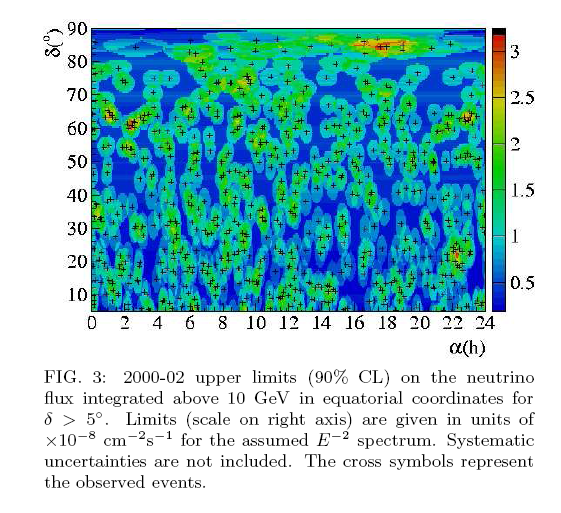 δ(°)
90
80
70
60
50
40
30
20
10
0 2 4 6 8 10 12 14 16 18 20 22 24
α(h)
3
2.5
2
1.5
1
0.5
FIG. 3: 2000-02 upper limits (90% CL) on the neutrino
flux integrated above 10 GeV in equatorial coordinates for
δ > 5°. Limits (scale on right axis) are given in units of
×10⁻⁸ cm⁻²s⁻¹ for the assumed E⁻² spectrum. Systematic
uncertainties are not included. The cross symbols represent
the observed events.